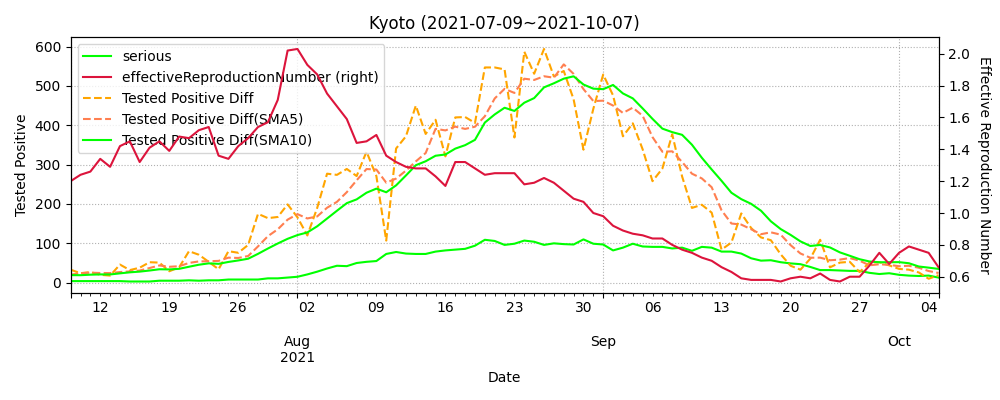 Kyoto (2021-07-09~2021-10-07)
serious
effectiveReproductionNumber (right)
Tested Positive Diff
Tested Positive Diff(SMA5)
Tested Positive Diff(SMA10)
Tested Positive
600
500
400
300
200
100
0
Effective Reproduction Number
2.0
1.8
1.6
1.4
1.2
1.0
0.8
0.6
12 19 26 02 09 16 23 30 06 13 20 27 04
Aug Sep Oct
2021
Date